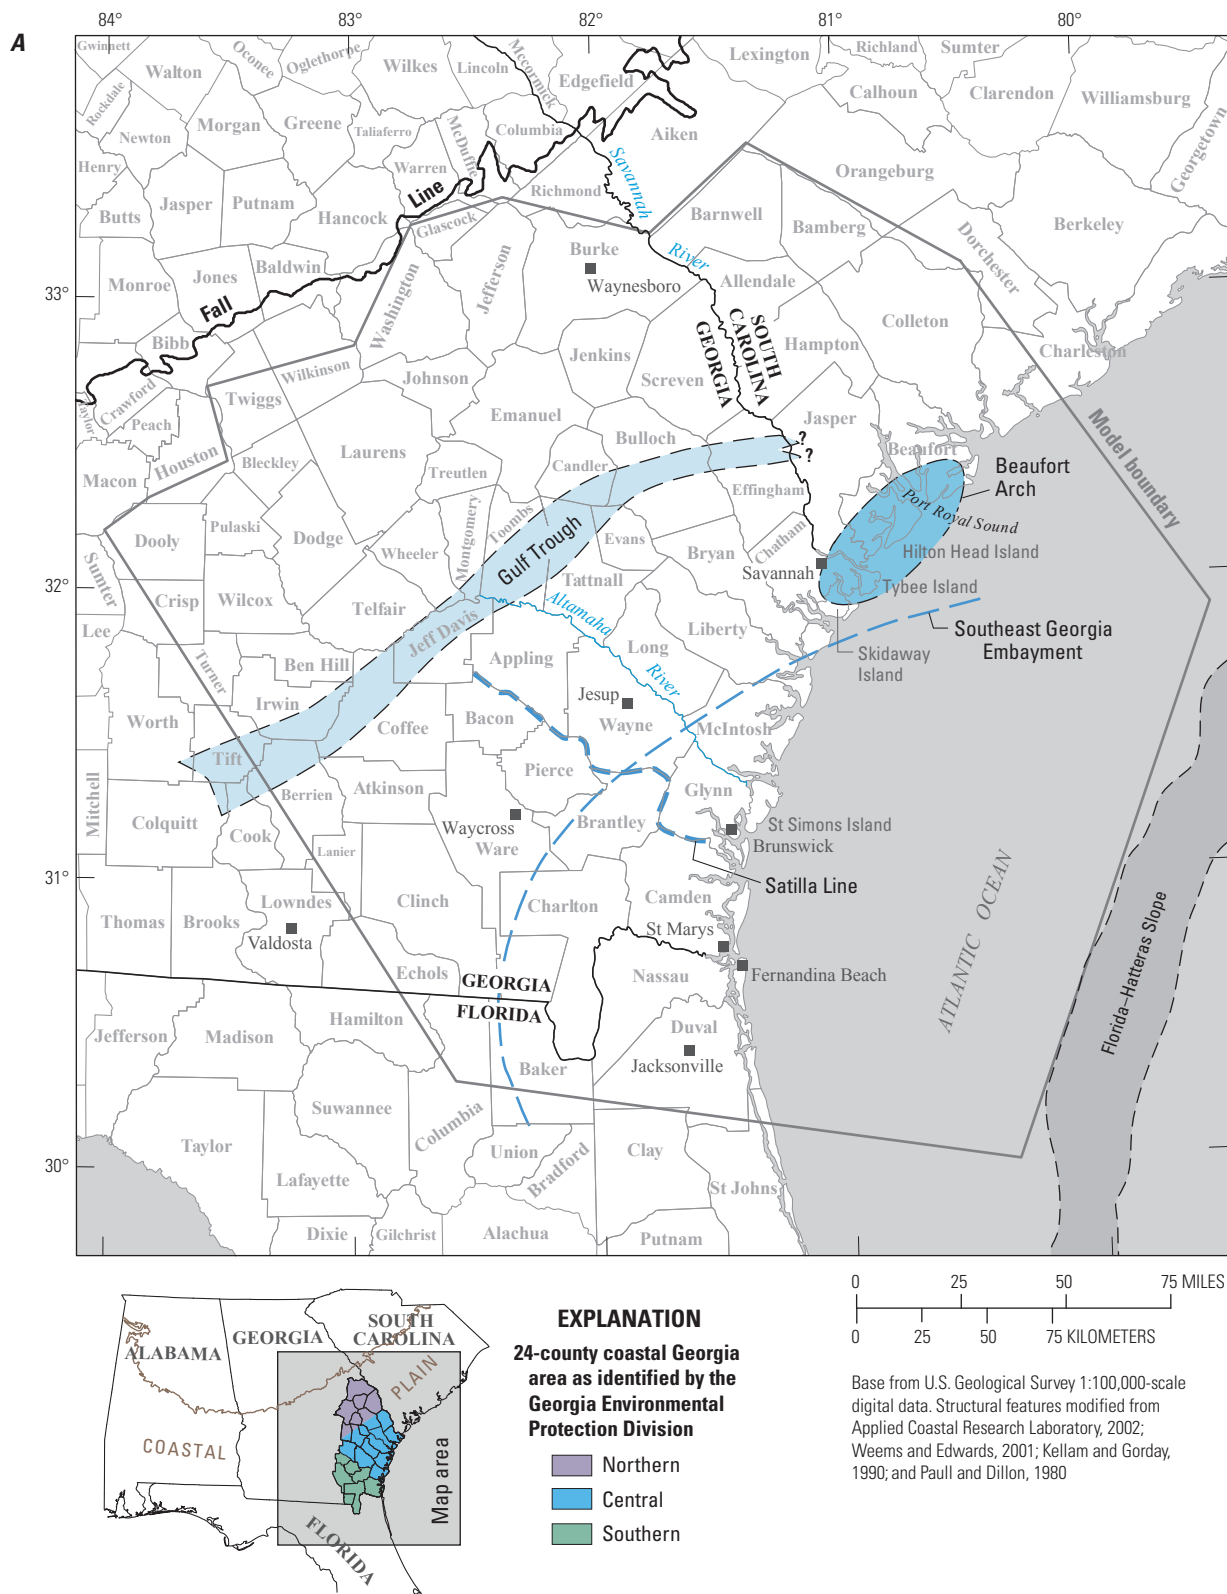 A
84°
83°
82°
81°
80°
33°
32°
31°
30°
Gwinnett
Walton
Oconee
Oglethorpe
Wilkes
Lincoln
Mccormick
Edgefield
Lexington
Richland
Sumter
Calhoun
Clarendon
Williamsburg
Georgetown
Rockdale
Newton
Morgan
Greene
Taliaferro
McDuffie
Columbia
Aiken
Orangeburg
Berkeley
Henry
Butts
Jasper
Putnam
Hancock
Warren
Glascock
Richmond
Savannah
River
Barnwell
Bamberg
Dorchester
Fall
Line
Monroe
Jones
Baldwin
Washington
Jefferson
Burke
Waynesboro
Allendale
Colleton
Charleston
Bibb
Crawford
Taylor
Peach
Twiggs
Wilkinson
Johnson
Jenkins
Screven
GEORGIA
SOUTH
CAROLINA
Hampton
Jasper
Beaufort
Macon
Houston
Bleckley
Laurens
Emanuel
Treutlen
Candler
Bulloch
Effingham
?
?
Beaufort
Arch
Port Royal Sound
Hilton Head Island
Tybee Island
Model boundary
Dooly
Pulaski
Dodge
Wheeler
Montgomery
Toombs
Gulf Trough
Evans
Tattnall
Bryan
Chatham
Savannah
Sumter
Crisp
Wilcox
Telfair
Jeff Davis
Altamaha
River
Appling
Long
Liberty
Skidaway
Island
Southeast Georgia
Embayment
Lee
Turner
Ben Hill
Irwin
Coffee
Bacon
Jesup
Wayne
McIntosh
Worth
Tift
Berrien
Atkinson
Pierce
Glynn
Mitchell
Colquitt
Cook
Lanier
Waycross
Ware
Brantley
St Simons Island
Brunswick
Satilla Line
Thomas
Brooks
Lowndes
Valdosta
Clinch
Charlton
Camden
St Marys
Echols
GEORGIA
FLORIDA
Nassau
Fernandina Beach
ATLANTIC OCEAN
Florida–Hatteras Slope
Jefferson
Madison
Hamilton
Duval
Jacksonville
Baker
Suwannee
Columbia
Taylor
Lafayette
Union
Bradford
Clay
St Johns
Dixie
Gilchrist
Alachua
Putnam
0 25 50 75 MILES
0 25 50 75 KILOMETERS
Base from U.S. Geological Survey 1:100,000-scale
digital data. Structural features modified from
Applied Coastal Research Laboratory, 2002;
Weems and Edwards, 2001; Kellam and Gorday,
1990; and Paull and Dillon, 1980
EXPLANATION
24-county coastal Georgia
area as identified by the
Georgia Environmental
Protection Division
Northern
Central
Southern
ALABAMA
GEORGIA
SOUTH
CAROLINA
COASTAL
PLAIN
FLORIDA
Map area